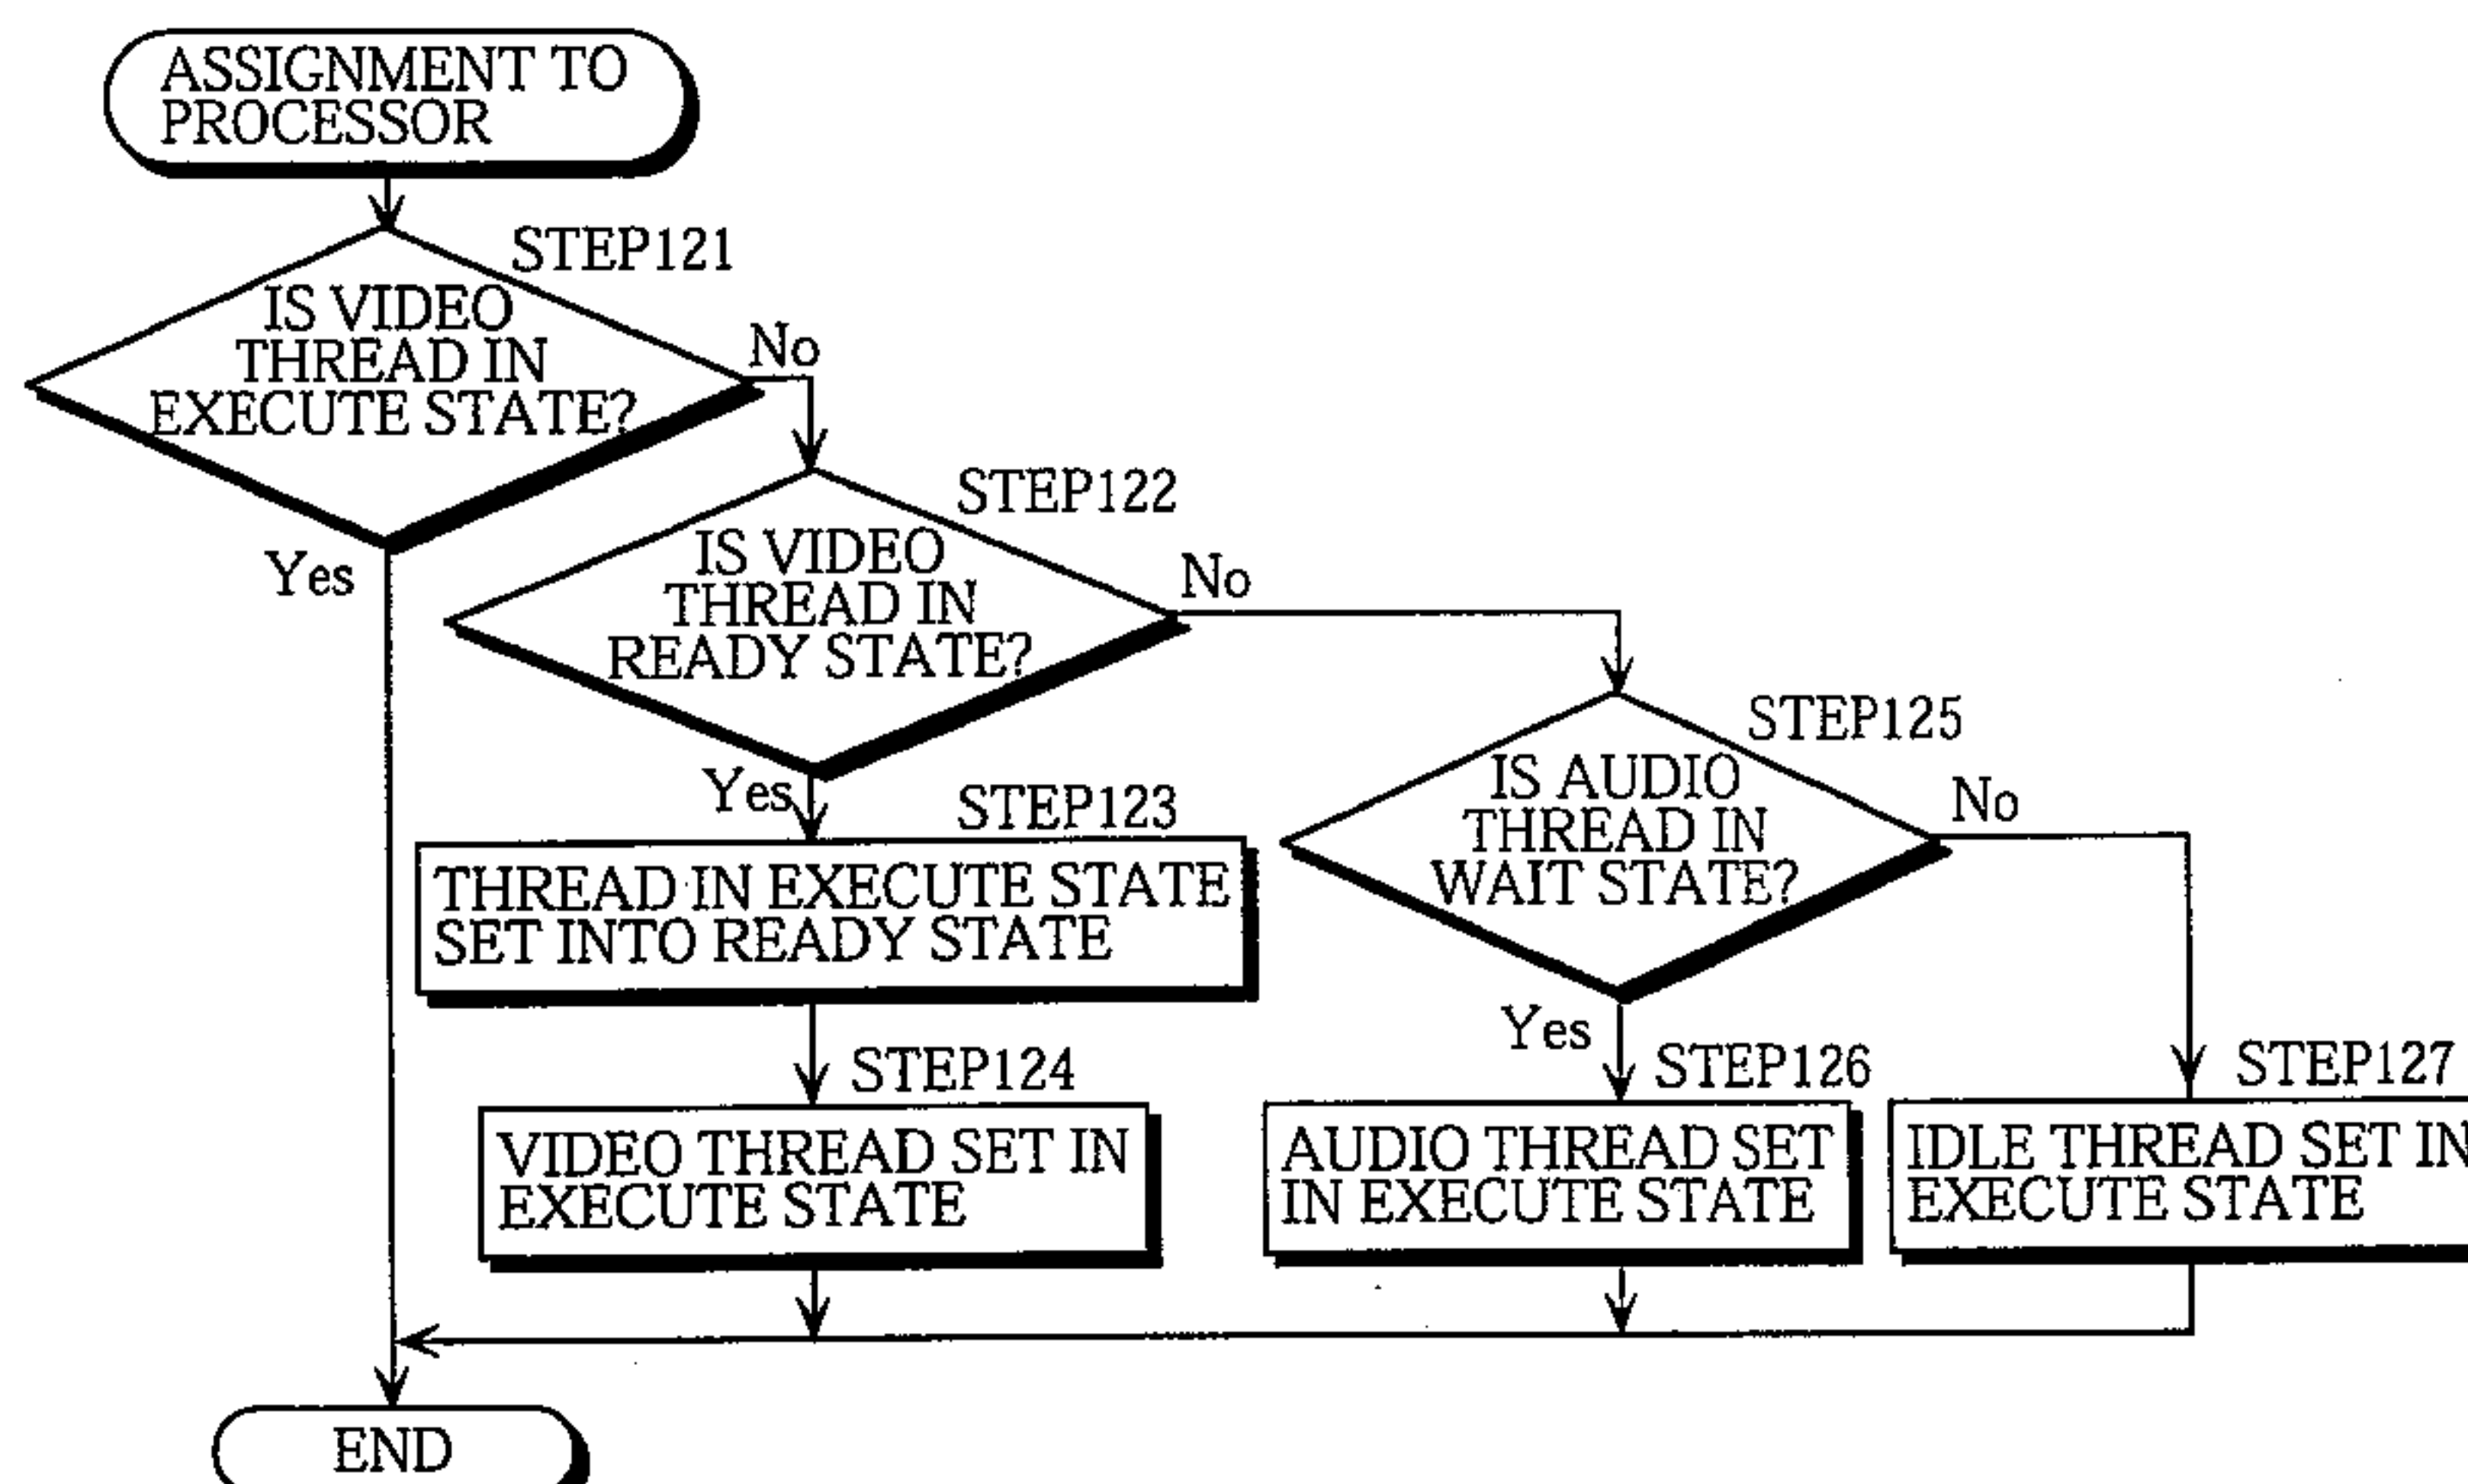 ASSIGNMENT TO
PROCESSOR
STEP121
IS VIDEO
THREAD IN
EXECUTE STATE?
No
Yes
STEP122
IS VIDEO
THREAD IN
READY STATE?
No
Yes
STEP123
THREAD IN EXECUTE STATE
SET INTO READY STATE
STEP124
VIDEO THREAD SET IN
EXECUTE STATE
STEP125
IS AUDIO
THREAD IN
WAIT STATE?
No
Yes
STEP126
AUDIO THREAD SET
IN EXECUTE STATE
STEP127
IDLE THREAD SET IN
EXECUTE STATE
END